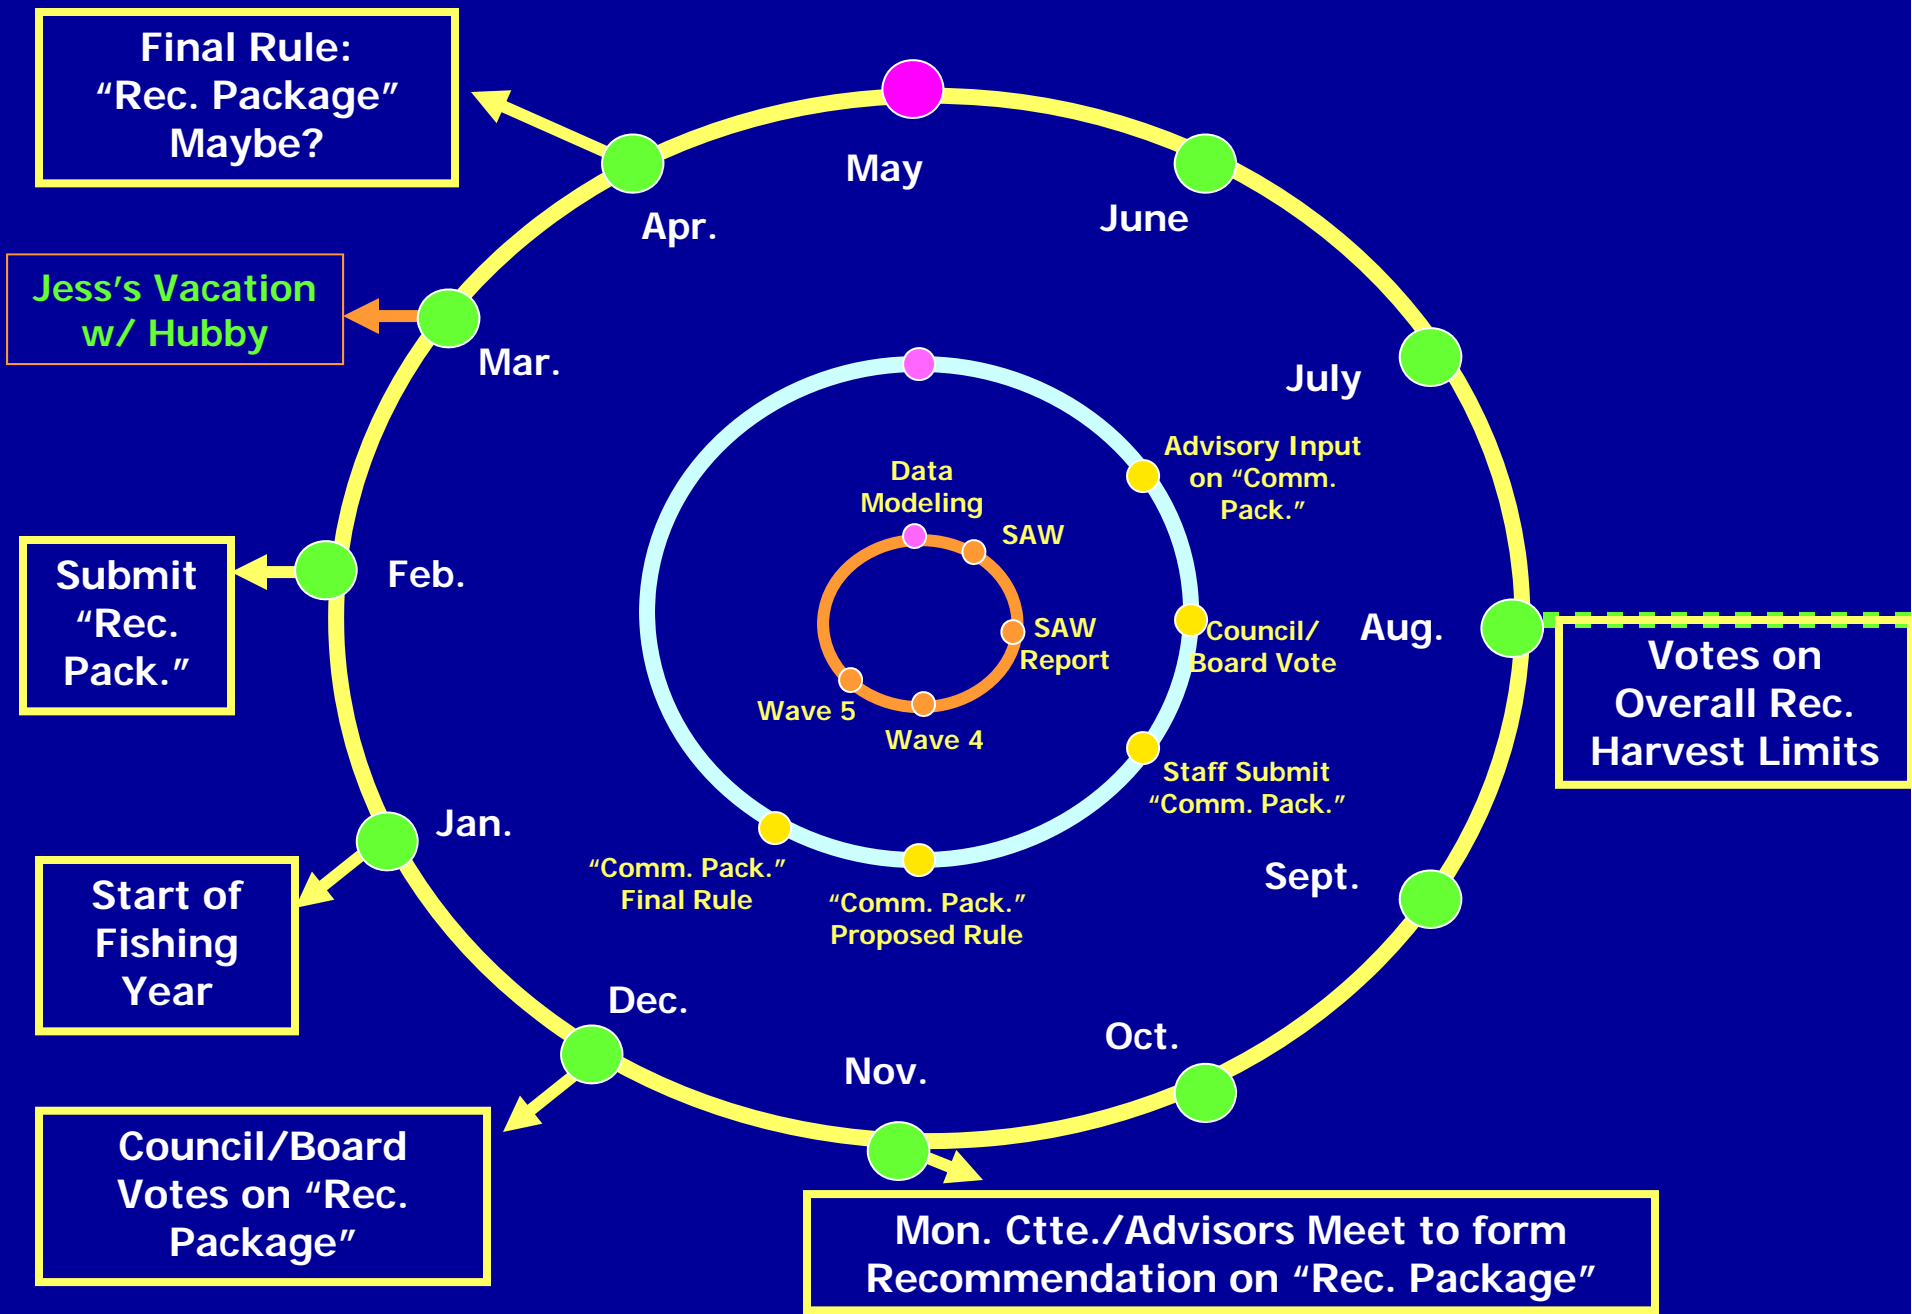 Final Rule:
“Rec. Package”
Maybe?
May
June
Apr.
Jess’s Vacation
w/ Hubby
Mar.
July
Advisory Input
on “Comm.
Pack.”
Data
Modeling
SAW
Submit
“Rec.
Pack.”
Feb.
SAW
Report
Council/
Board Vote
Aug.
Votes on
Overall Rec.
Harvest Limits
Wave 5
Wave 4
Staff Submit
“Comm. Pack.”
Jan.
“Comm. Pack.”
Final Rule
“Comm. Pack.”
Proposed Rule
Sept.
Start of
Fishing
Year
Dec.
Nov.
Oct.
Council/Board
Votes on “Rec.
Package”
Mon. Ctte./Advisors Meet to form
Recommendation on “Rec. Package”